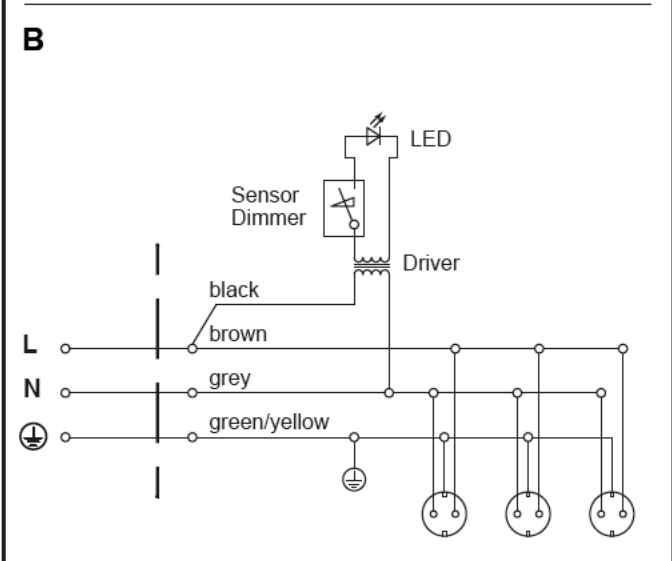 B
LED
Sensor
Dimmer
Driver
black
brown
L
grey
N
green/yellow